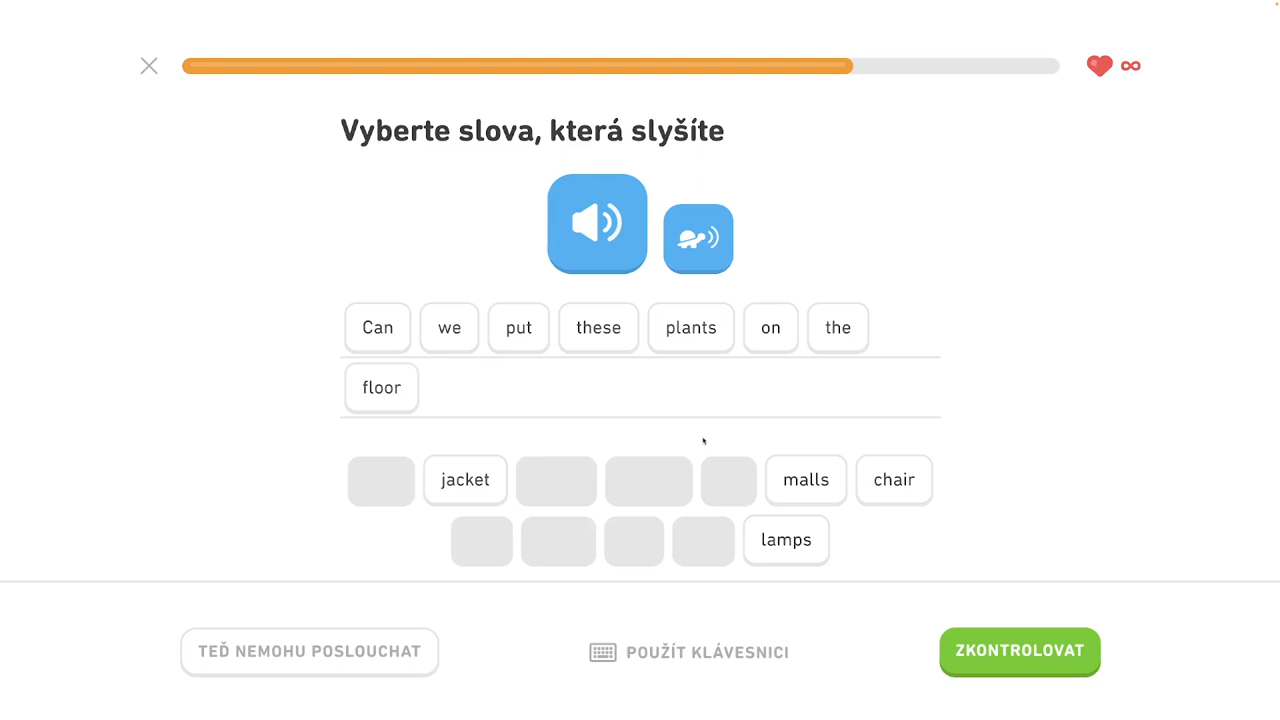 Vyberte slova, která slyšíte
Can we put these plants on the
floor
jacket malls chair
lamps
TEĎ NEMOHU POSLOUCHAT POUŽÍT KLÁVESNICI ZKONTROLOVAT